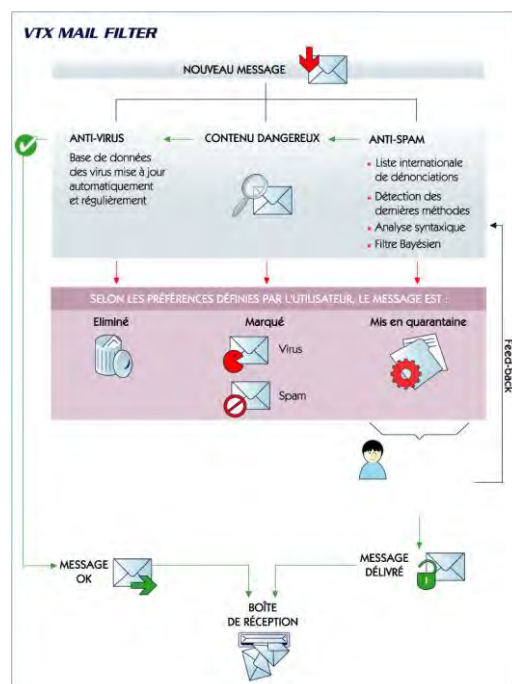 VTX MAIL FILTER
NOUVEAU MESSAGE
ANTI-VIRUS
Base de données
des virus mise à jour
automatiquement
et régulièrement
CONTENU DANGEREUX
ANTI-SPAM
Liste internationale
de dénonciations
Détection des
dernières méthodes
Analyse syntaxique
Filtre Bayésien
SELON LES PRÉFÉRENCES DÉFINIES PAR L'UTILISATEUR, LE MESSAGE EST :
Eliminé
Marqué
Virus
Spam
Mis en quarantaine
Feed-back
MESSAGE
OK
MESSAGE
DÉLIVRÉ
BOÎTE
DE RÉCEPTION